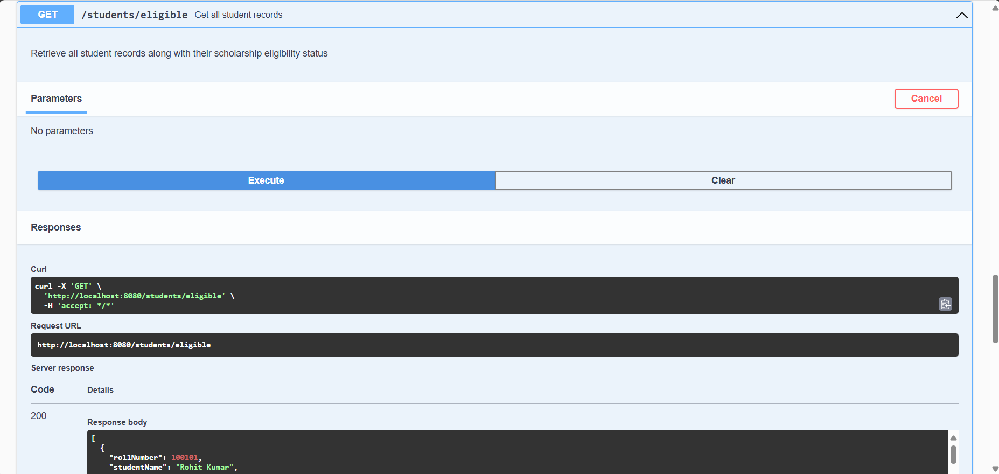 GET /students/eligible Get all student records
Retrieve all student records along with their scholarship eligibility status
Parameters
Cancel
No parameters
Execute
Clear
Responses
Curl
curl -X 'GET' \
'http://localhost:8080/students/eligible' \
-H 'accept: */*'
Request URL
http://localhost:8080/students/eligible
Server response
Code Details
200
Response body
[
{
"rollNumber": 100101,
"studentName": "Rohit Kumar",